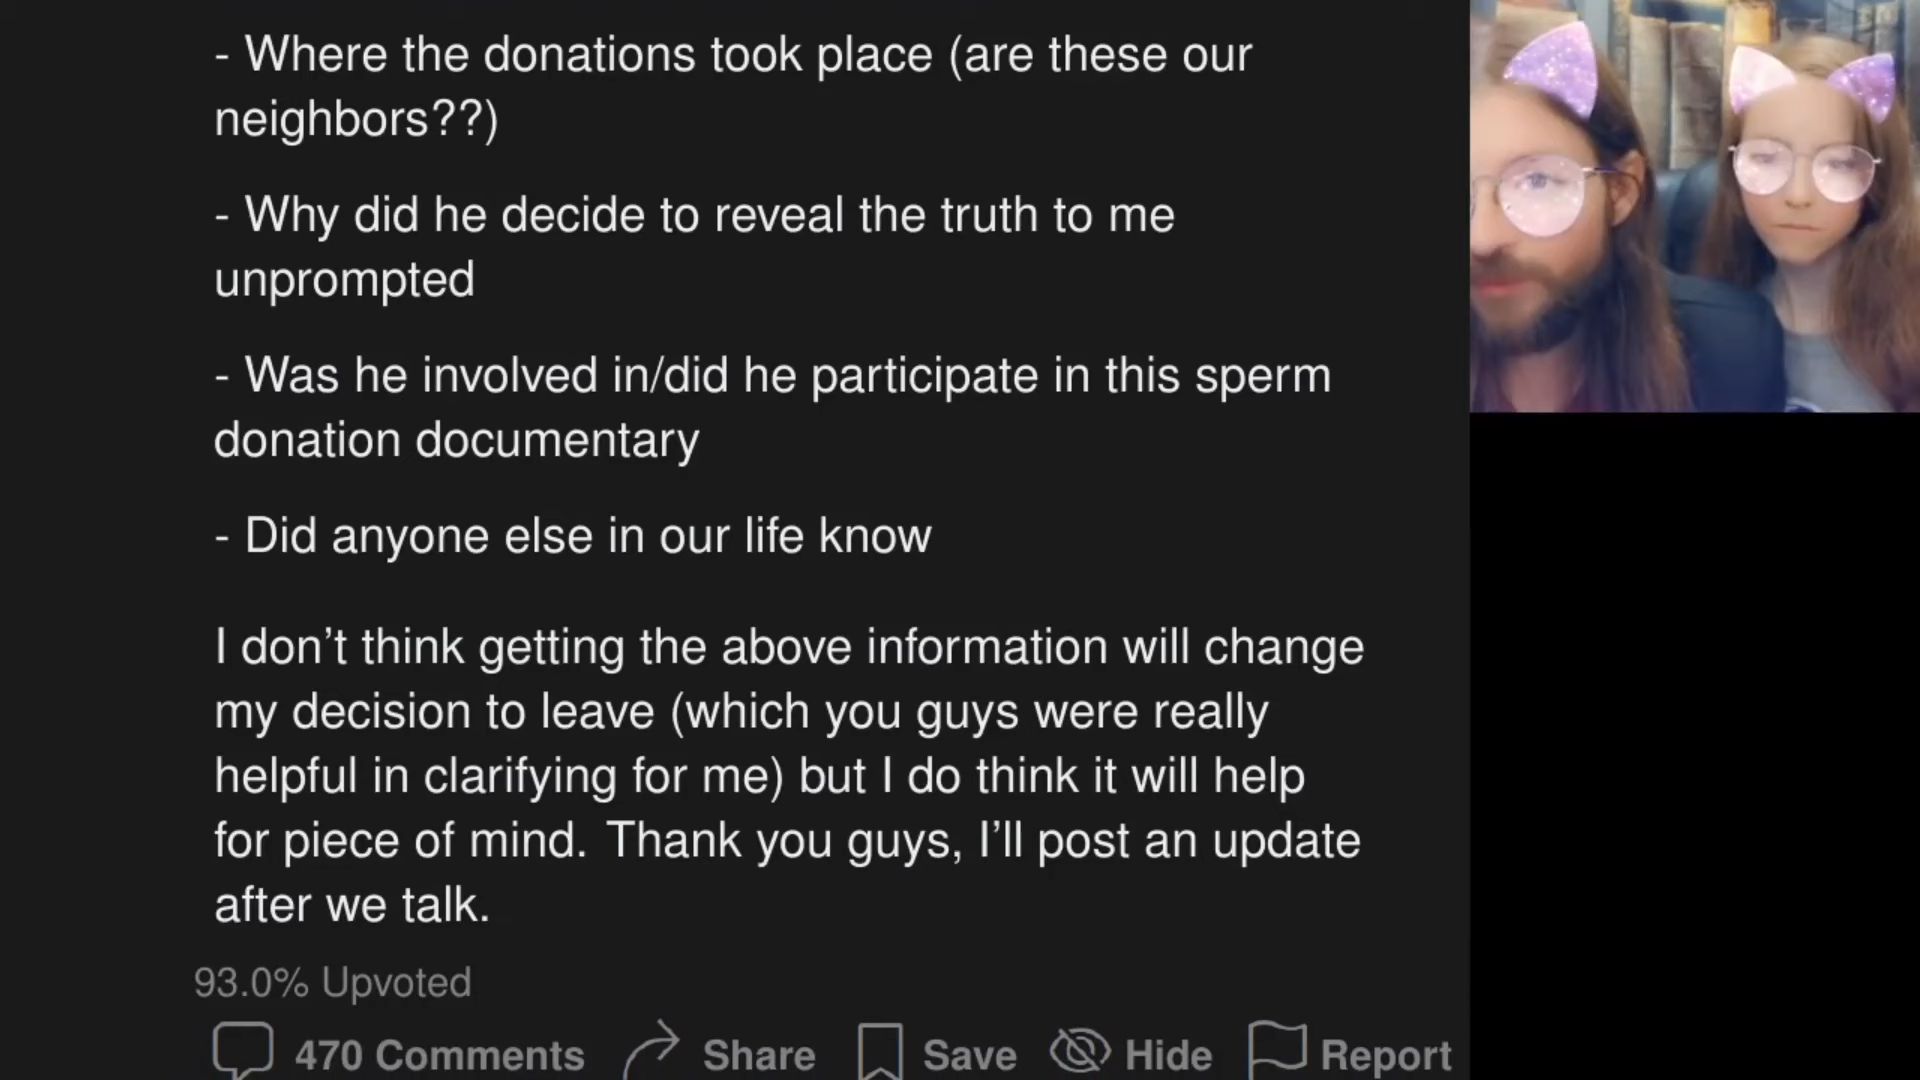 - Where the donations took place (are these our
neighbors??)
- Why did he decide to reveal the truth to me
unprompted
- Was he involved in/did he participate in this sperm
donation documentary
- Did anyone else in our life know
I don’t think getting the above information will change
my decision to leave (which you guys were really
helpful in clarifying for me) but I do think it will help
for piece of mind. Thank you guys, I’ll post an update
after we talk.
93.0% Upvoted
470 Comments Share Save Hide Report